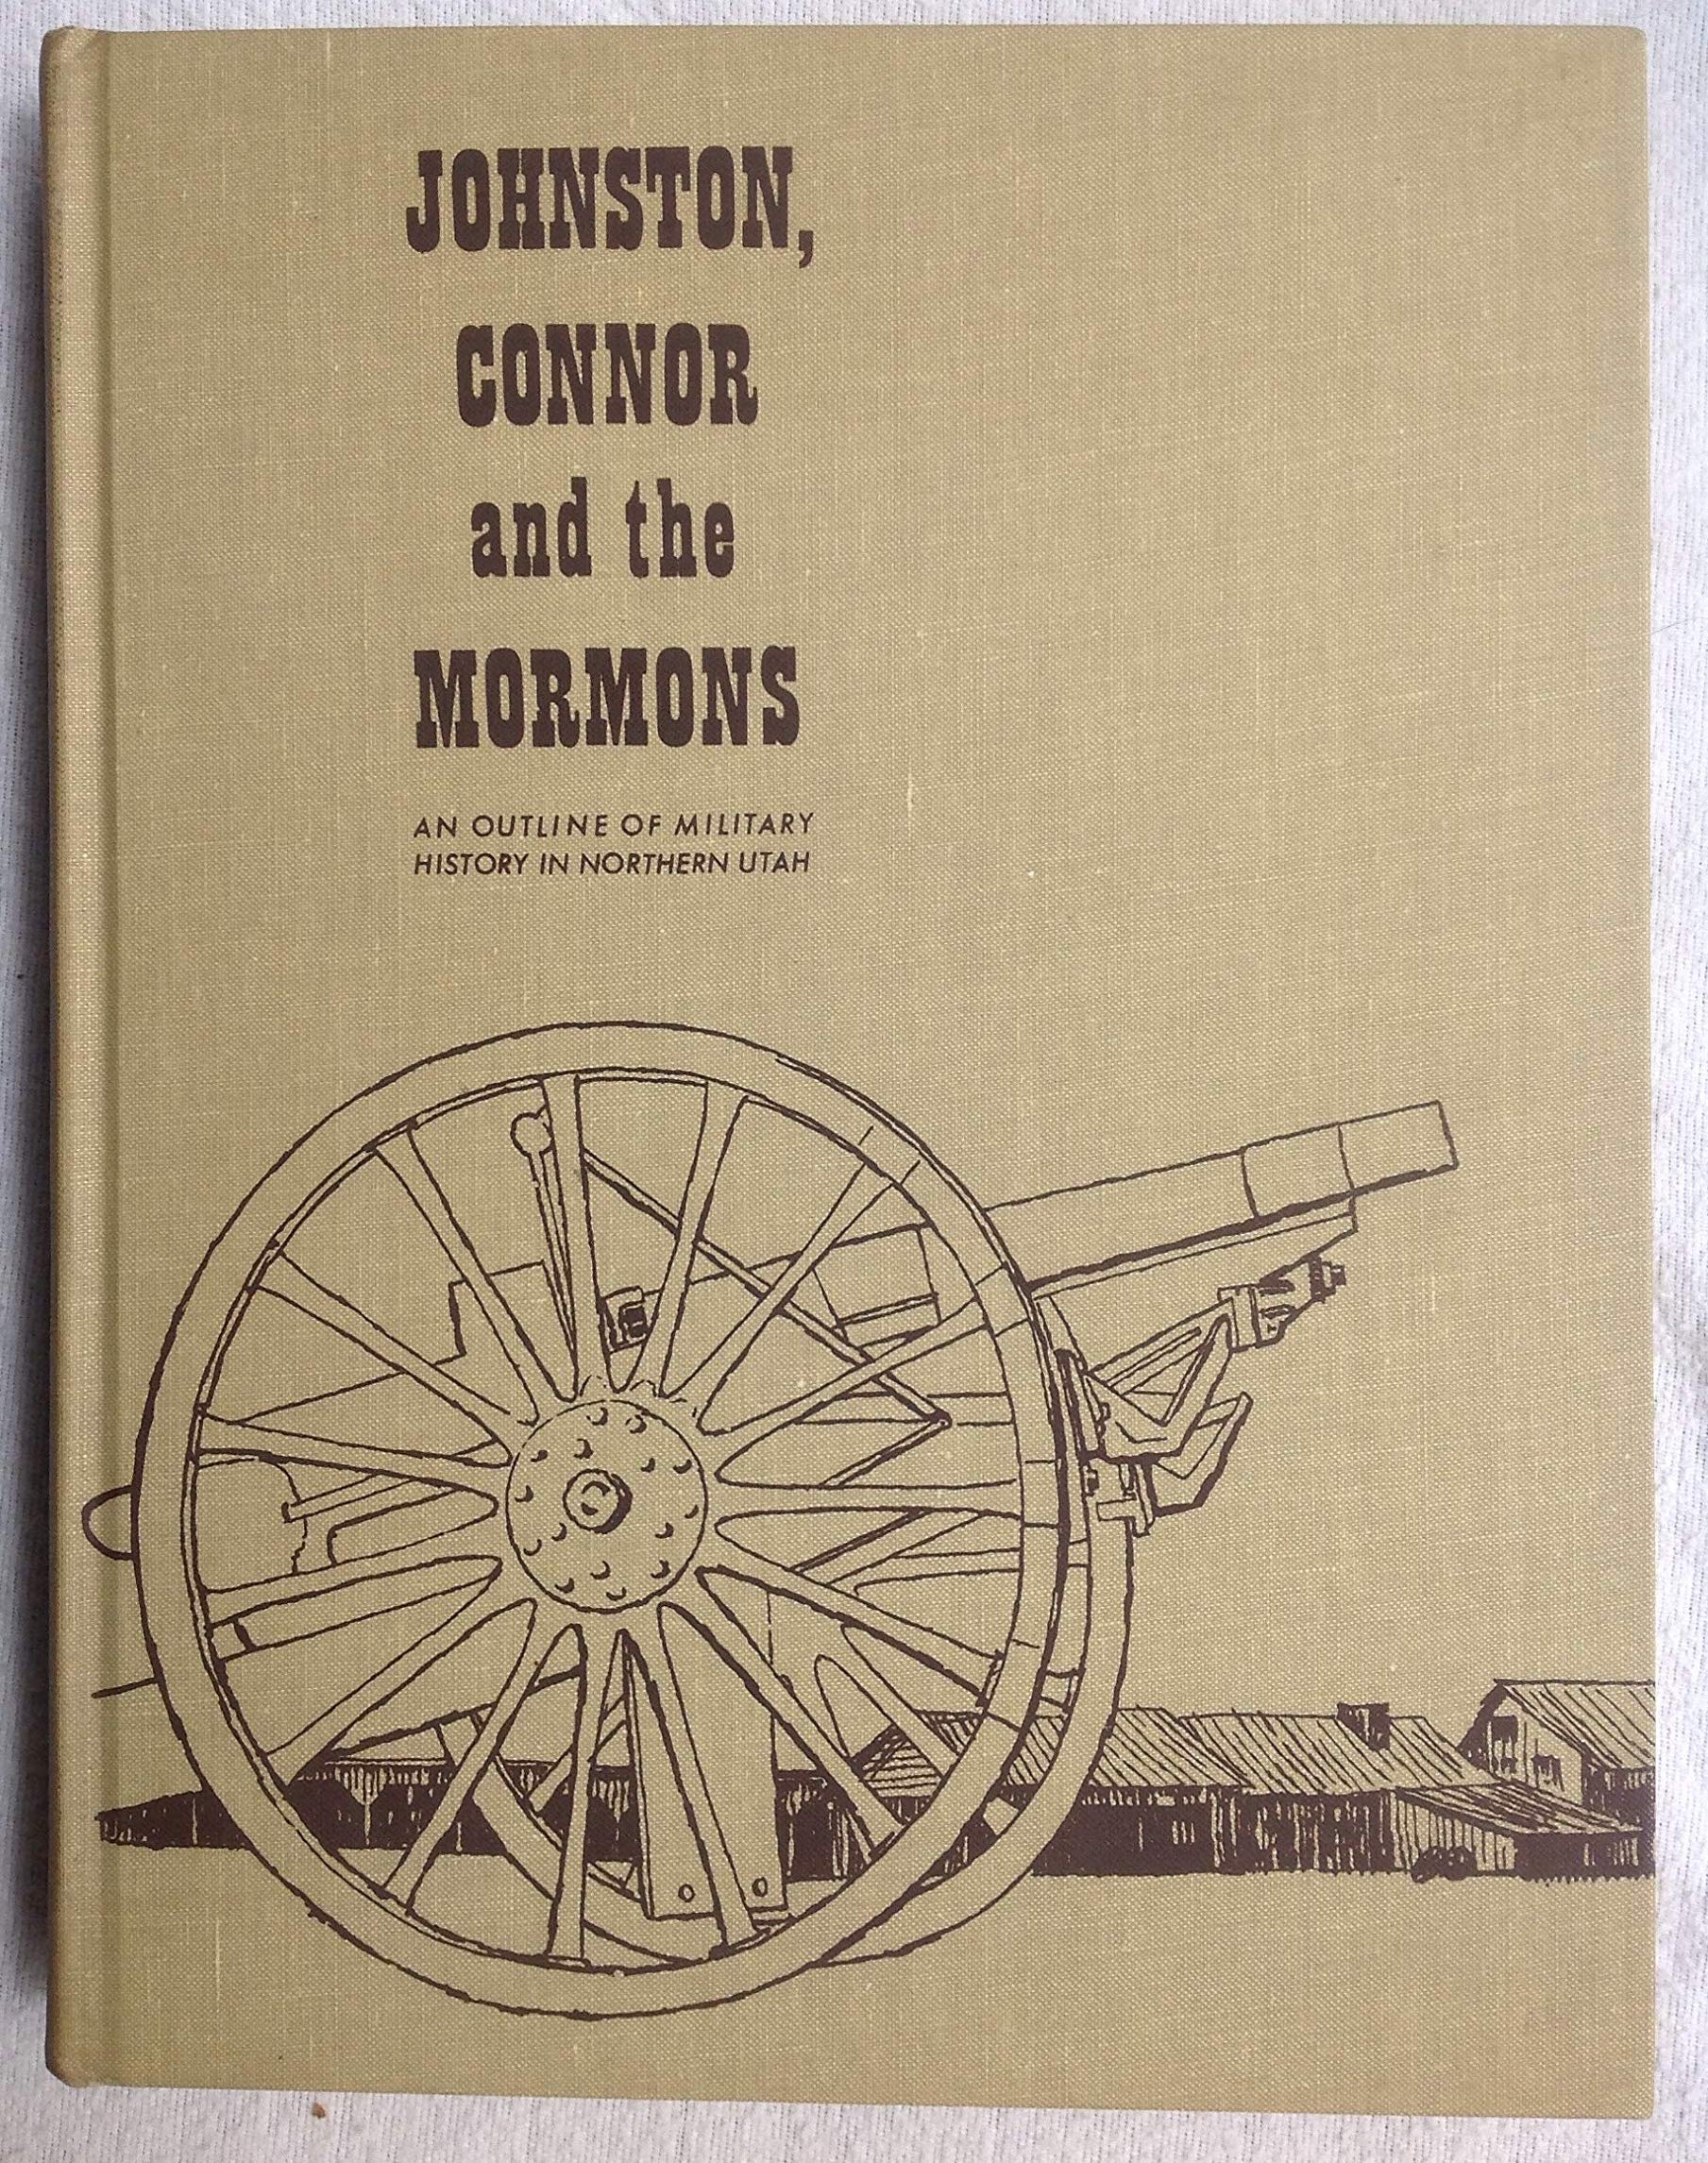 JOHNSTON,
CONNOR
and the
MORMONS
AN OUTLINE OF MILITARY
HISTORY IN NORTHERN UTAH